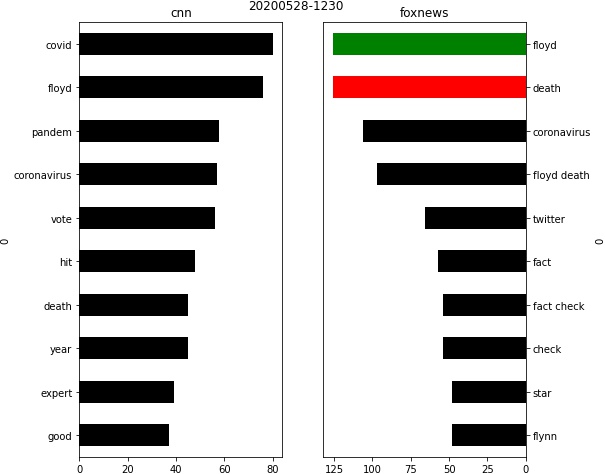 20200528-1230
cnn
covid
floyd
pandem
coronavirus
vote
hit
death
year
expert
good
0
0 20 40 60 80
foxnews
floyd
death
coronavirus
floyd death
twitter
fact
fact check
check
star
flynn
0
125 100 75 50 25 0